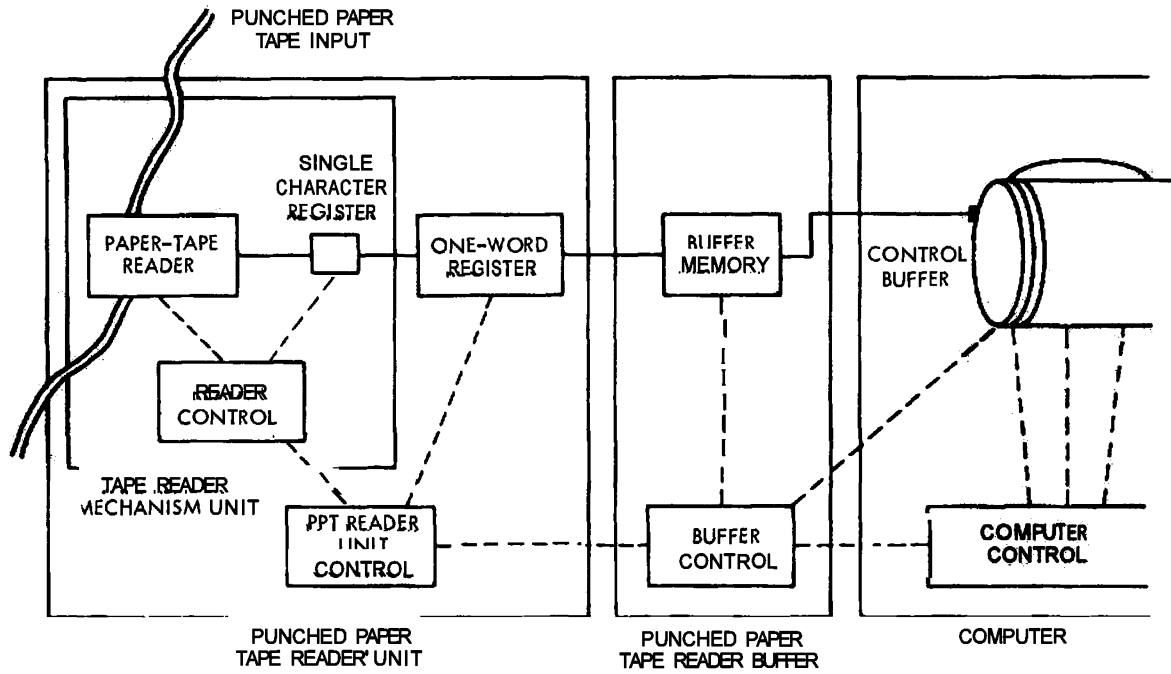 PUNCHED PAPER
TAPE INPUT
SINGLE
CHARACTER
REGISTER
PAPER-TAPE
READER
ONE-WORD
REGISTER
BUFFER
MEMORY
CONTROL
BUFFER
READER
CONTROL
TAPE READER
MECHANISM UNIT
PPT READER
UNIT
CONTROL
BUFFER
CONTROL
COMPUTER
CONTROL
PUNCHED PAPER
TAPE READER UNIT
PUNCHED PAPER
TAPE READER BUFFER
COMPUTER